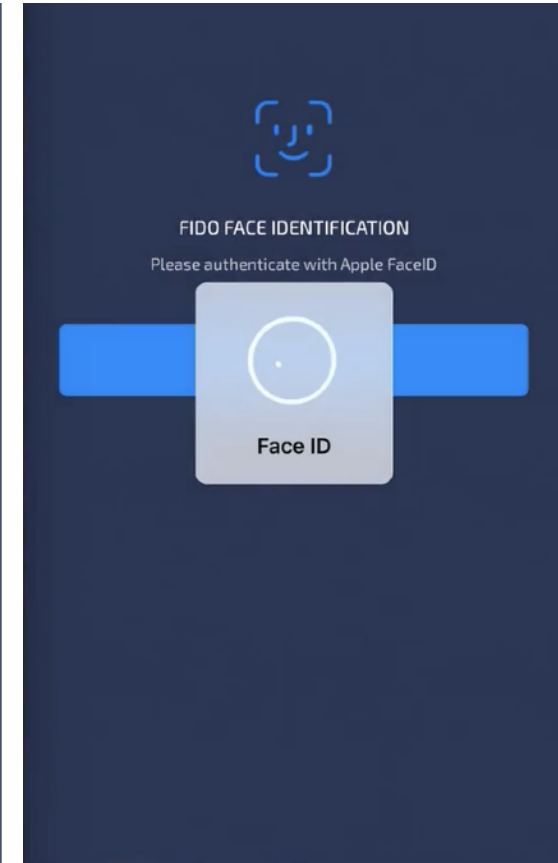 FIDO FACE IDENTIFICATION
Please authenticate with Apple FaceID
Face ID